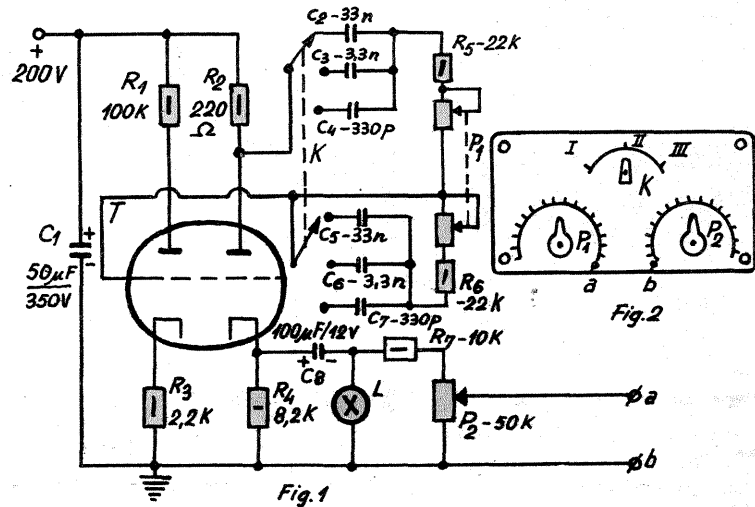 +
200V
R1
100K
R2
220
Ω
C2-33n
C3-3,3n
C4-330p
R5-22K
P1
K
T
C1
+
-
50µF
350V
C5-33n
C6-3,3n
C7-330p
R6
-22K
100µF/12V
+
-
C8
R7-10K
R3
2,2K
R4
8,2K
L
P2-50K
a
b
Fig.1
I
II
III
K
P1
P2
a
b
Fig.2